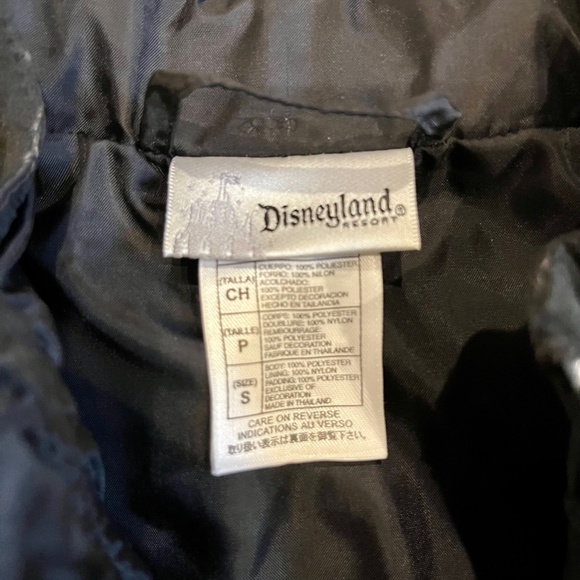 Disneyland®
RESORT
(TALLA)
CH
CUERPO: 100% POLIESTER
FORRO: 100% NILON
ACOLCHADO:
100% POLIESTER
EXCEPTO DECORACION
HECHO EN TAILANDIA
(TAILLE)
P
CORPS: 100% POLYESTER
DOUBLURE: 100% NYLON
REMBOURRAGE:
100% POLYESTER
SAUF DECORATION
FABRIQUE EN THAILANDE
(SIZE)
S
BODY: 100% POLYESTER
LINING: 100% NYLON
PADDING: 100% POLYESTER
EXCLUSIVE OF
DECORATION
MADE IN THAILAND
CARE ON REVERSE
INDICATIONS AU VERSO
取り扱い表示は裏面を御覧下さい。